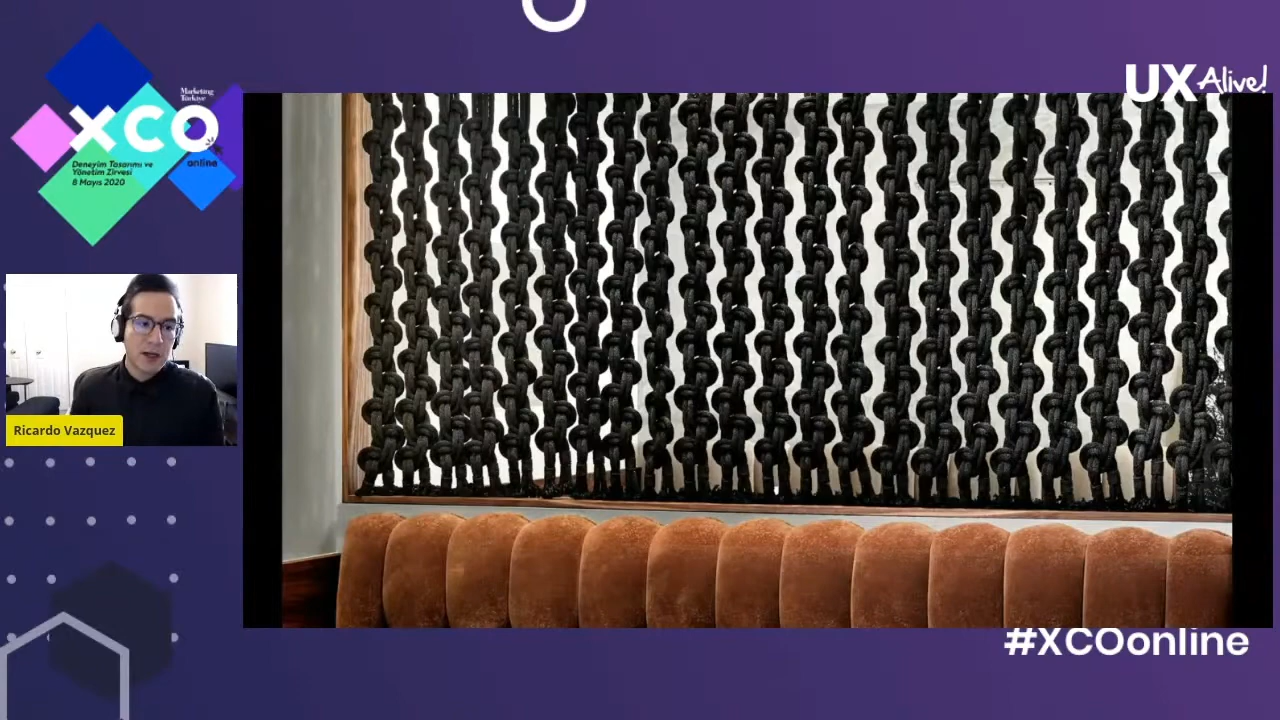 UX Alive!
Marketing
Türkiye
XCO
online
Deneyim Tasarımı ve
Yönetim Zirvesi
8 Mayıs 2020
Ricardo Vazquez
#XCOonline